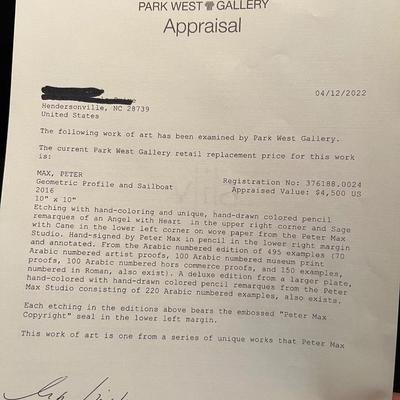 PARK WEST GALLERY
Appraisal
04/12/2022
Hendersonville, NC 28739
United States
The following work of art has been examined by Park West Gallery.
The current Park West Gallery retail replacement price for this work
is:
MAX, PETER Registration No: 376188.0024
Geometric Profile and Sailboat Appraised Value: $4,500 US
2016
10" x 10"
Etching with hand-coloring and unique, hand-drawn colored pencil
remarques of an Angel with Heart in the upper right corner and Sage
with Cane in the lower left corner on wove paper from the Peter Max
Studio. Hand-signed by Peter Max in pencil in the lower right margin
and annotated. From the Arabic numbered edition of 495 examples (70
Arabic numbered artist proofs, 100 Arabic numbered museum print
proofs, 100 Arabic numbered hors commerce proofs, and 150 examples,
numbered in Roman, also exist). A deluxe edition from a larger plate,
hand-colored with hand-drawn colored pencil remarques from the Peter
Max Studio consisting of 220 Arabic numbered examples, also exists.
Each etching in the editions above bears the embossed "Peter Max
Copyright" seal in the lower left margin.
This work of art is one from a series of unique works that Peter Max